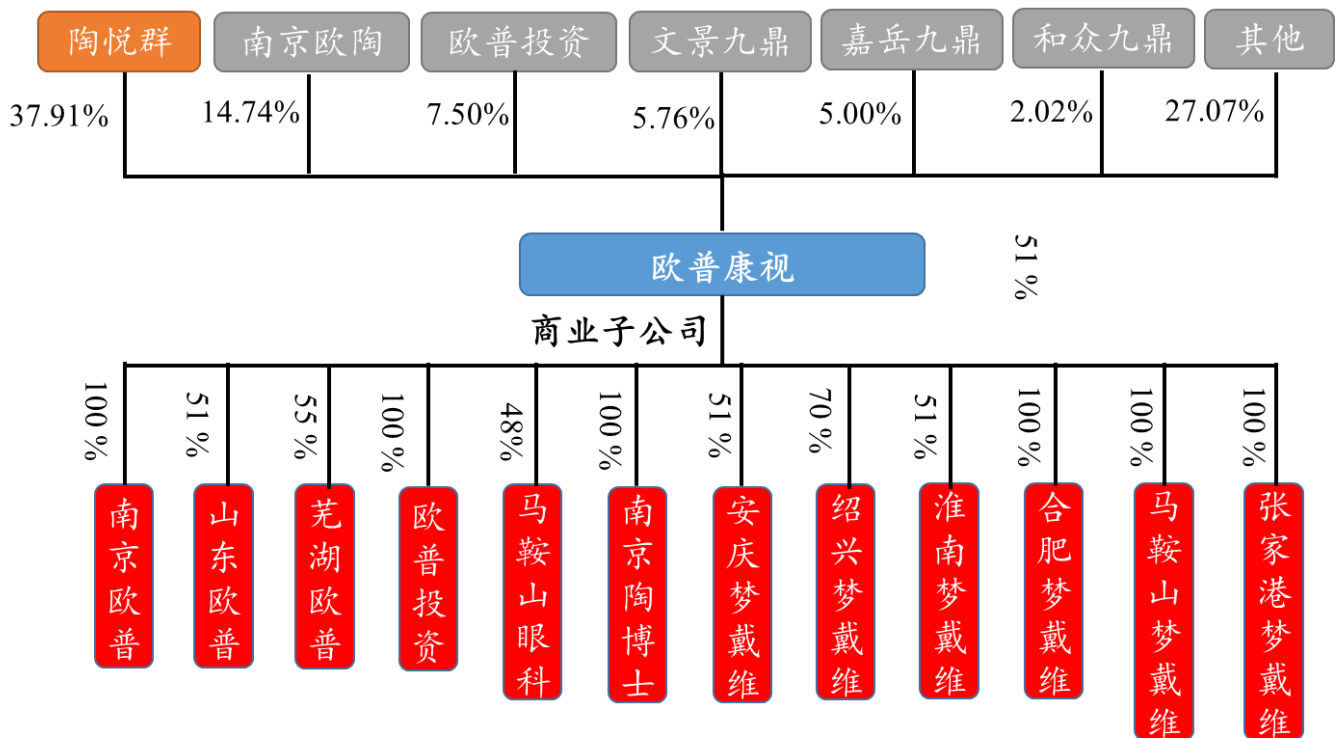 陶悦群
南京欧陶
欧普投资
文景九鼎
嘉岳九鼎
和众九鼎
其他
37.91%
14.74%
7.50%
5.76%
5.00%
2.02%
27.07%
欧普康视
51 %
商业子公司
100 %
51 %
55 %
100 %
48%
100 %
51 %
70 %
51 %
100 %
100 %
100 %
南京欧普
山东欧普
芜湖欧普
欧普投资
马鞍山眼科
南京陶博士
安庆梦戴维
绍兴梦戴维
淮南梦戴维
合肥梦戴维
马鞍山梦戴维
张家港梦戴维